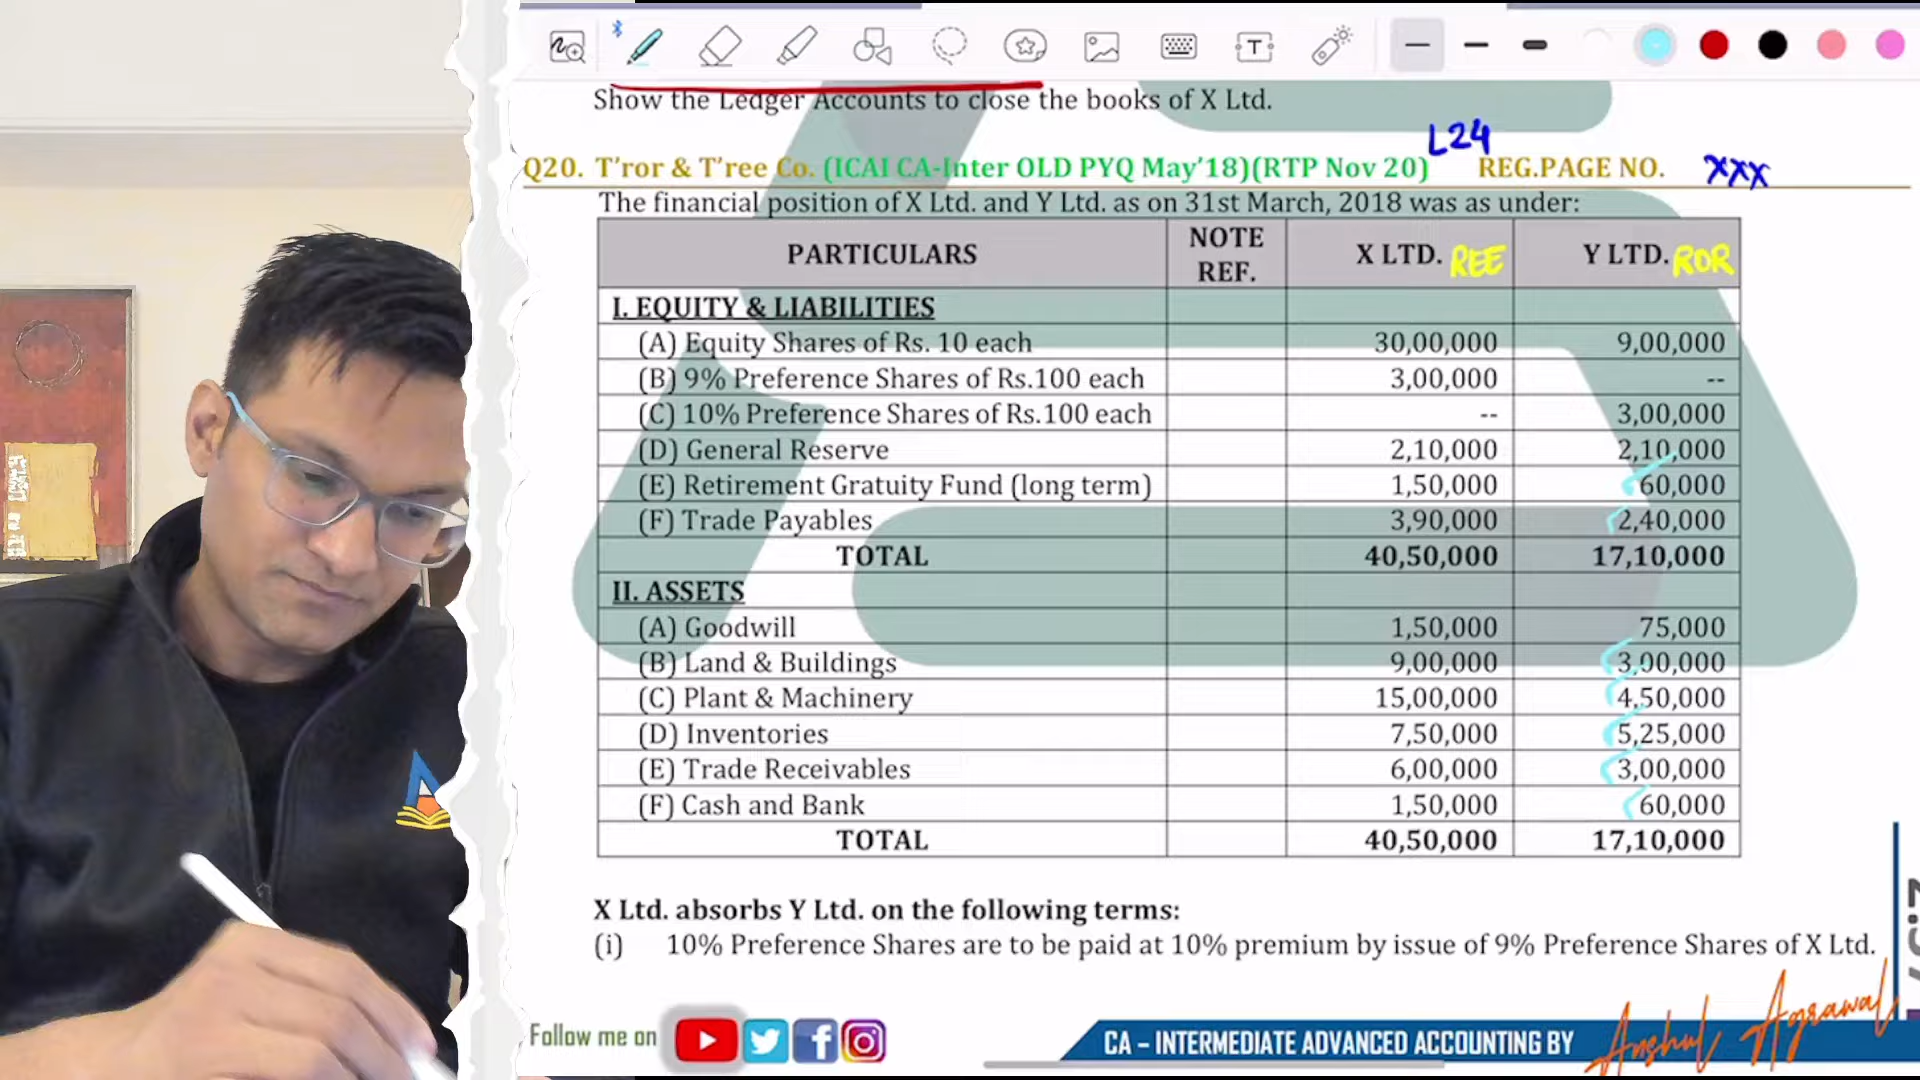 Show the Ledger Accounts to close the books of X Ltd.
L24
Q20. T'ror & T'ree Co. (ICAI CA-Inter OLD PYQ May'18)(RTP Nov 20) REG.PAGE NO. XXX
The financial position of X Ltd. and Y Ltd. as on 31st March, 2018 was as under:
PARTICULARS NOTE REF. X LTD. REE Y LTD. ROR
I. EQUITY & LIABILITIES
(A) Equity Shares of Rs. 10 each 30,00,000 9,00,000
(B) 9% Preference Shares of Rs.100 each 3,00,000 --
(C) 10% Preference Shares of Rs.100 each -- 3,00,000
(D) General Reserve 2,10,000 2,10,000
(E) Retirement Gratuity Fund (long term) 1,50,000 60,000
(F) Trade Payables 3,90,000 2,40,000
TOTAL 40,50,000 17,10,000
II. ASSETS
(A) Goodwill 1,50,000 75,000
(B) Land & Buildings 9,00,000 3,00,000
(C) Plant & Machinery 15,00,000 4,50,000
(D) Inventories 7,50,000 5,25,000
(E) Trade Receivables 6,00,000 3,00,000
(F) Cash and Bank 1,50,000 60,000
TOTAL 40,50,000 17,10,000
X Ltd. absorbs Y Ltd. on the following terms:
(i) 10% Preference Shares are to be paid at 10% premium by issue of 9% Preference Shares of X Ltd.
Follow me on
CA – INTERMEDIATE ADVANCED ACCOUNTING BY Anshul Agrawal